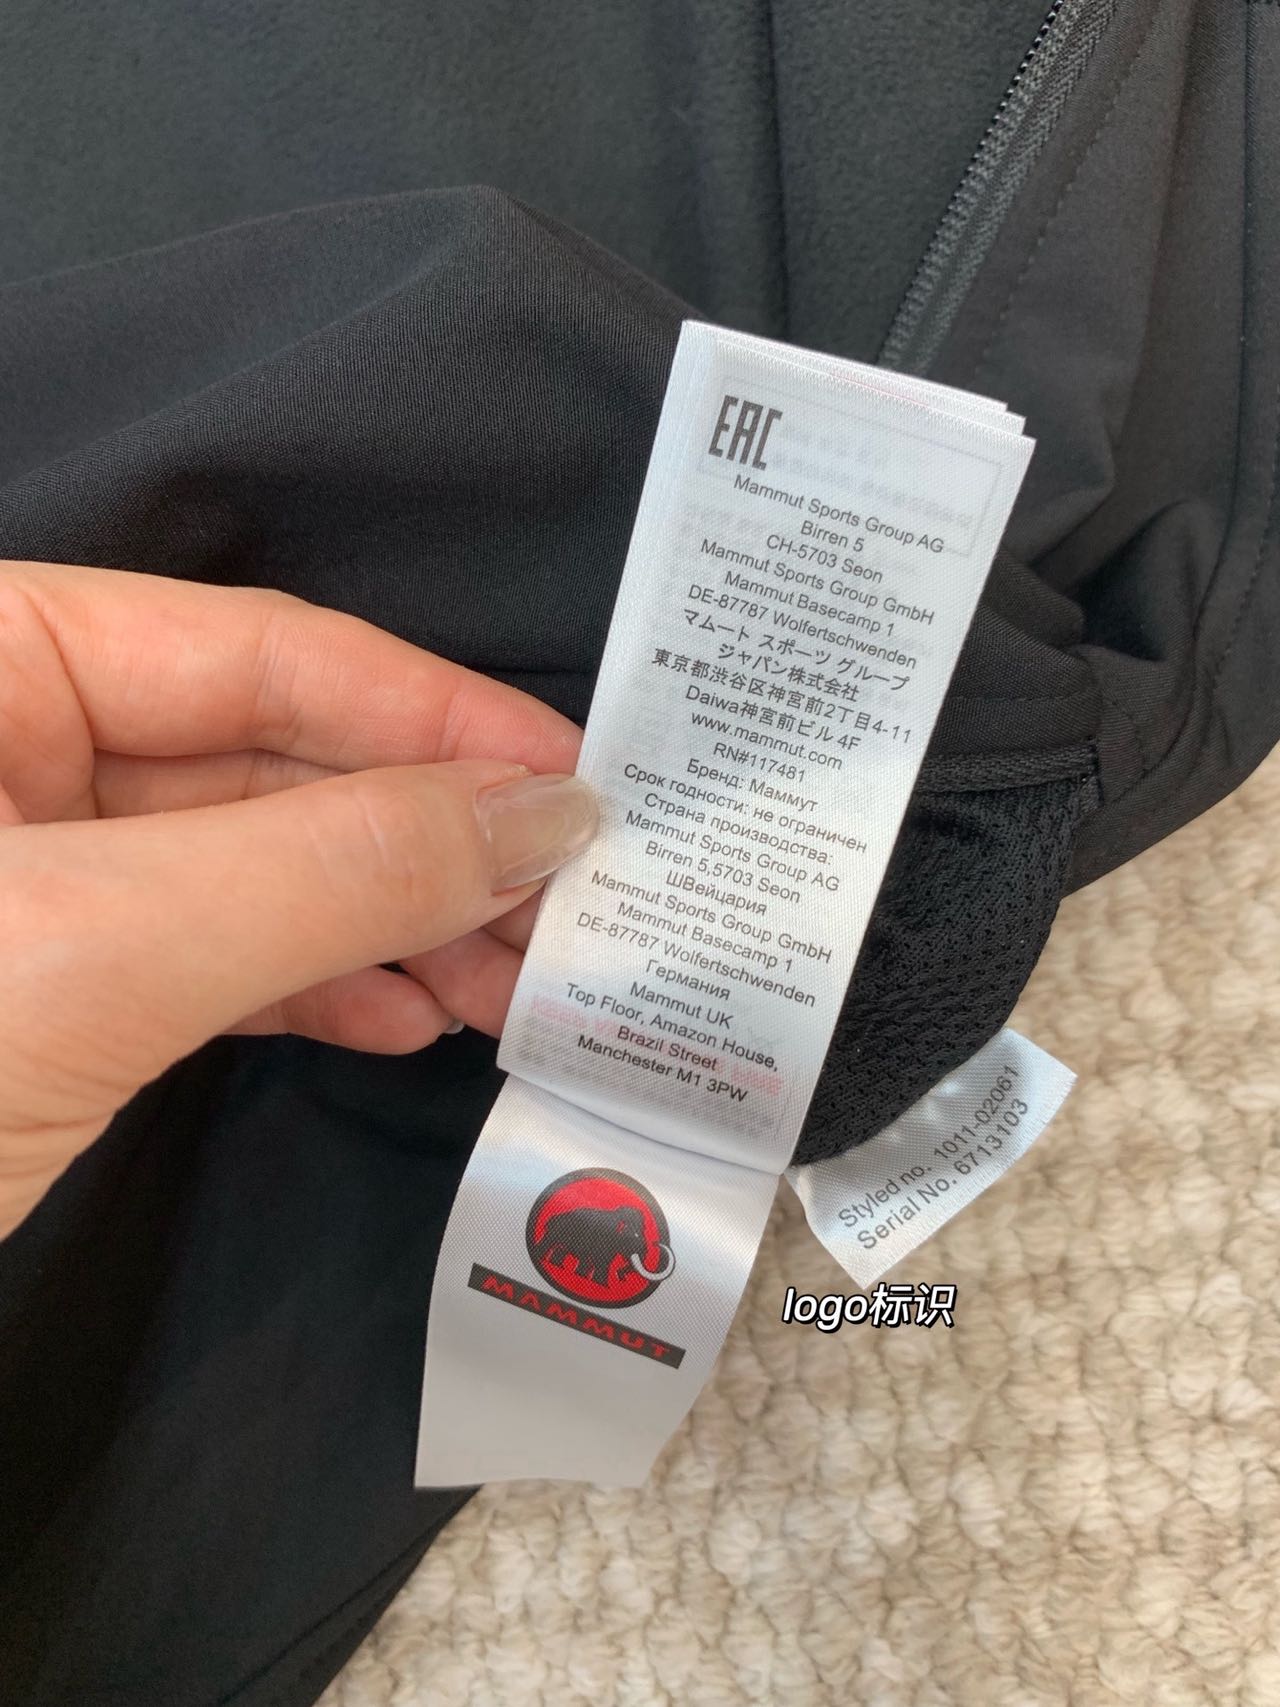 EAC
Mammut Sports Group AG
Birren 5
CH-5703 Seon
Mammut Sports Group GmbH
Mammut Basecamp 1
DE-87787 Wolfertschwenden
マムート スポーツ グループ
ジャパン株式会社
東京都渋谷区神宮前2丁目4-11
Daiwa神宮前ビル 4F
www.mammut.com
RN#117481
Бренд: Маммут
Срок годности: не ограничен
Страна производства:
Mammut Sports Group AG
Birren 5,5703 Seon
ШВейцария
Mammut Sports Group GmbH
Mammut Basecamp 1
DE-87787 Wolfertschwenden
Германия
Mammut UK
Top Floor, Amazon House,
Brazil Street
Manchester M1 3PW
MAMMUT
Styled no. 1011-02061
Serial No. 6713103
logo标识